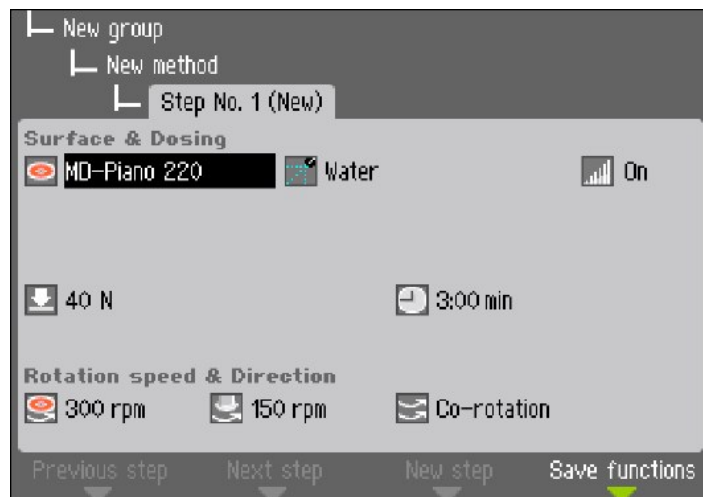 New group
New method
Step No. 1 (New)
Surface & Dosing
MD-Piano 220 Water On
40 N 3:00 min
Rotation speed & Direction
300 rpm 150 rpm Co-rotation
Previous step Next step New step Save functions